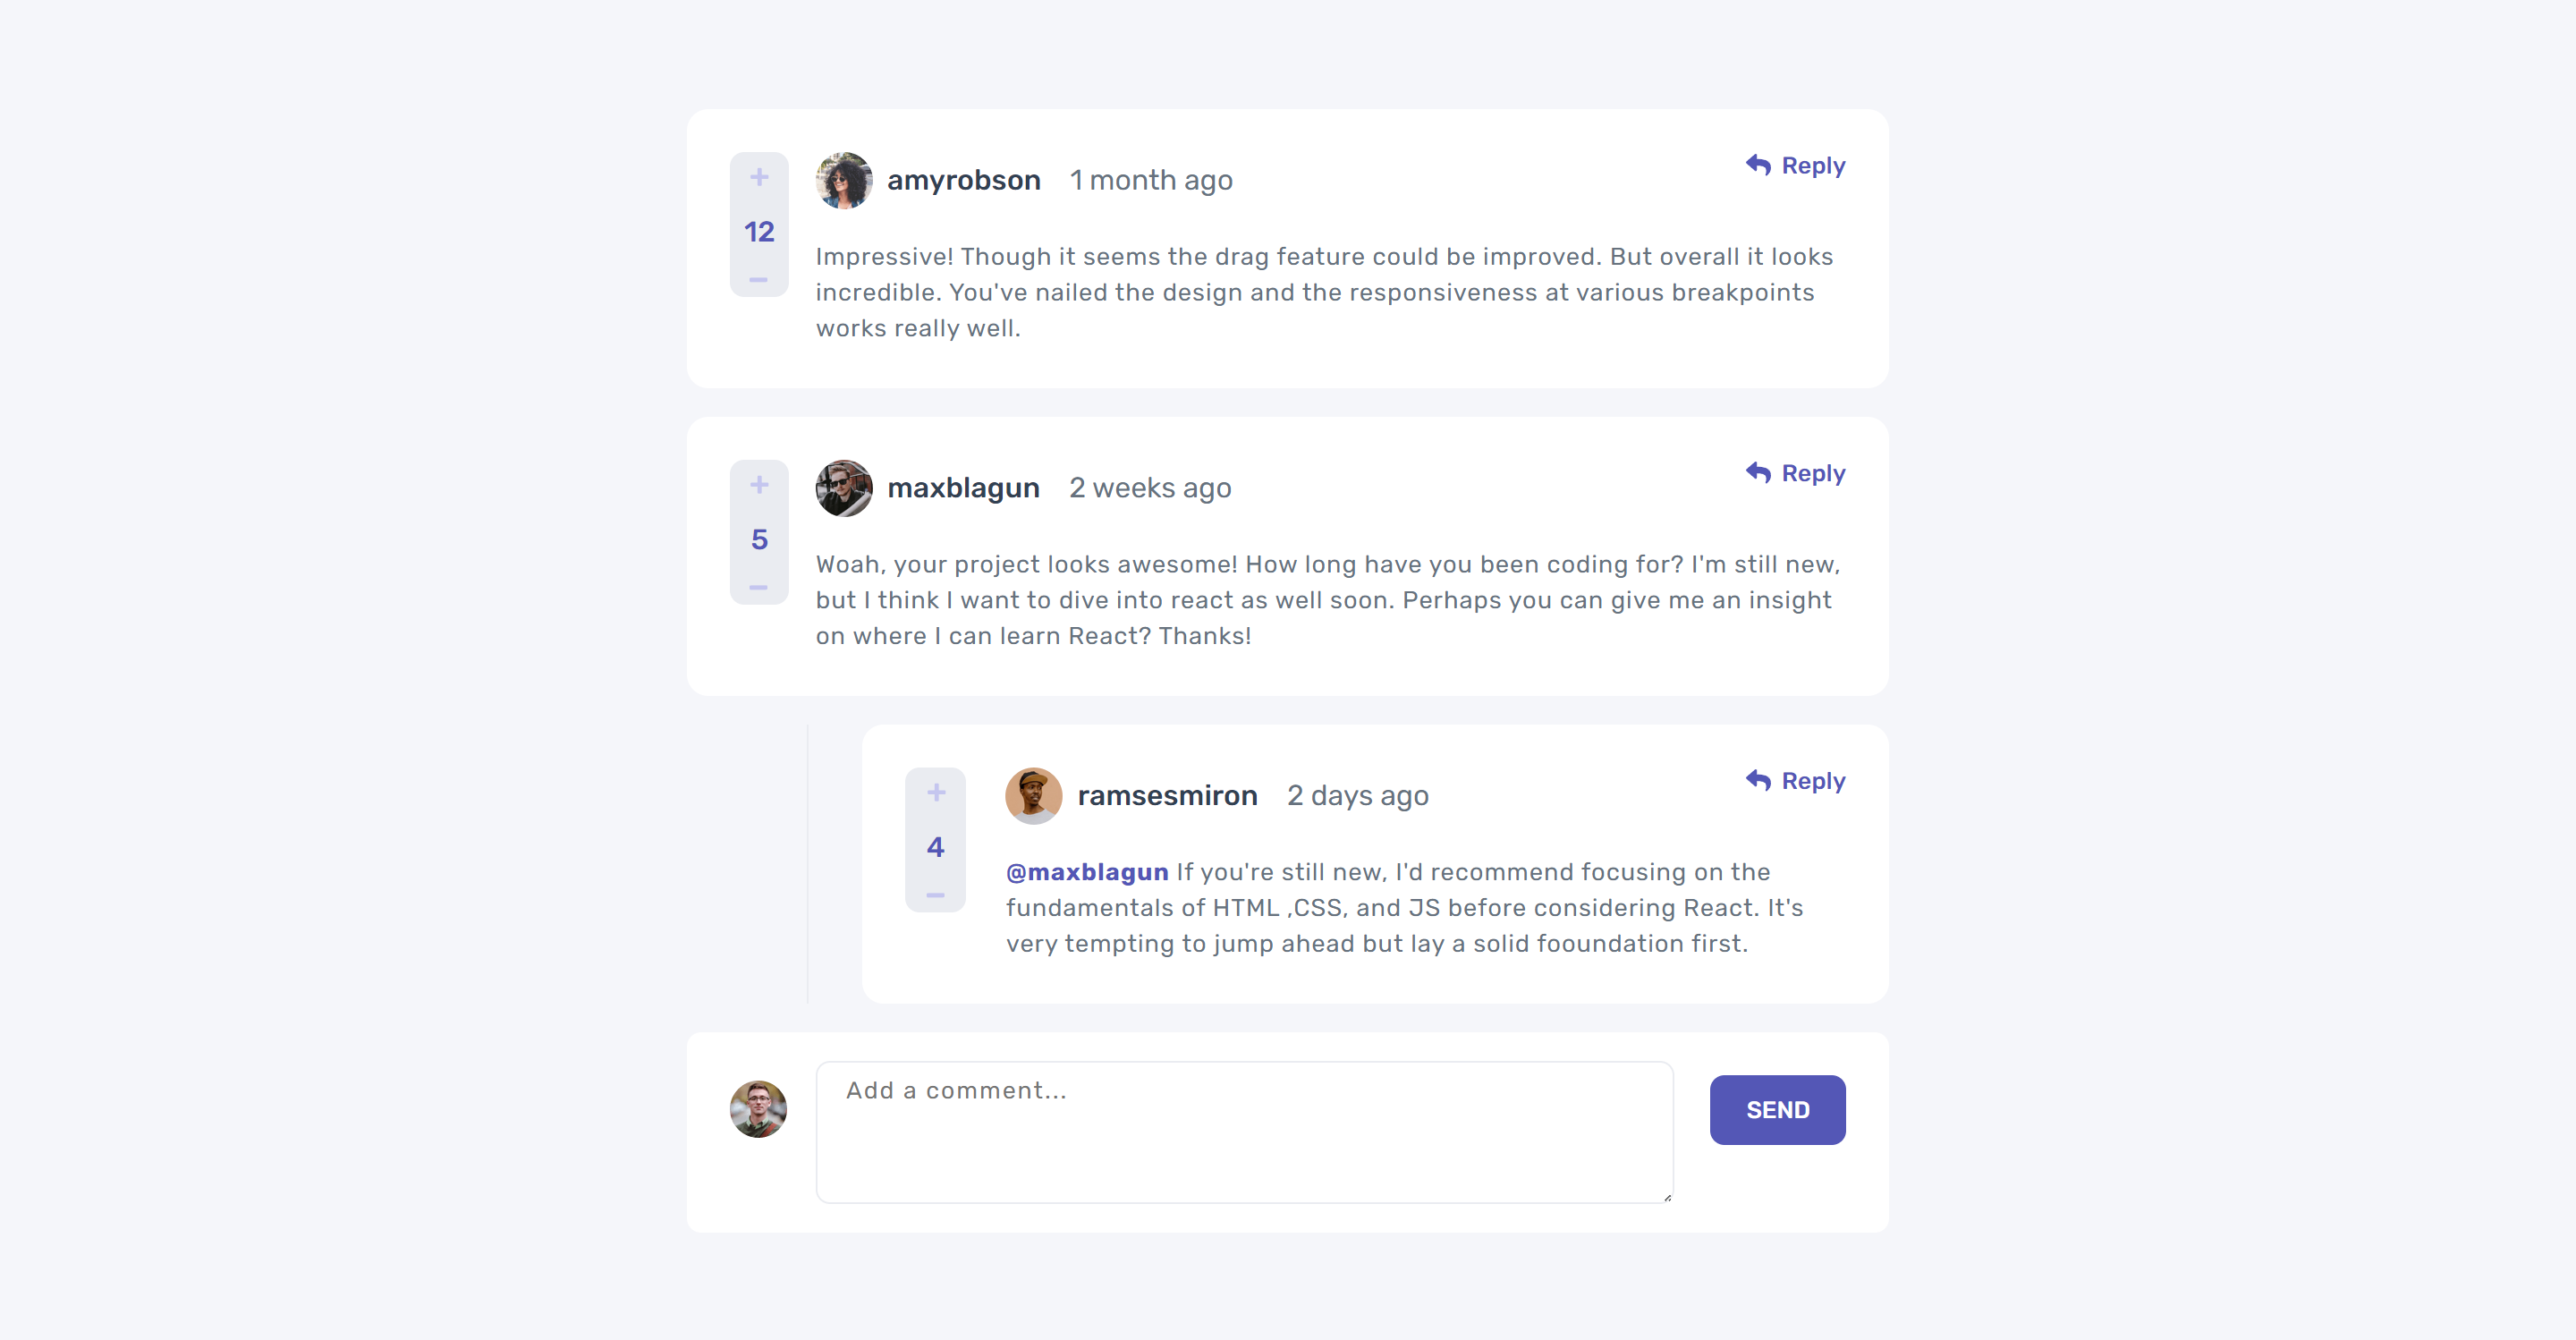 +
12
−
amyrobson 1 month ago
Reply
Impressive! Though it seems the drag feature could be improved. But overall it looks
incredible. You've nailed the design and the responsiveness at various breakpoints
works really well.
+
5
−
maxblagun 2 weeks ago
Reply
Woah, your project looks awesome! How long have you been coding for? I'm still new,
but I think I want to dive into react as well soon. Perhaps you can give me an insight
on where I can learn React? Thanks!
+
4
−
ramsesmiron 2 days ago
Reply
@maxblagun If you're still new, I'd recommend focusing on the
fundamentals of HTML ,CSS, and JS before considering React. It's
very tempting to jump ahead but lay a solid fooundation first.
Add a comment...
SEND